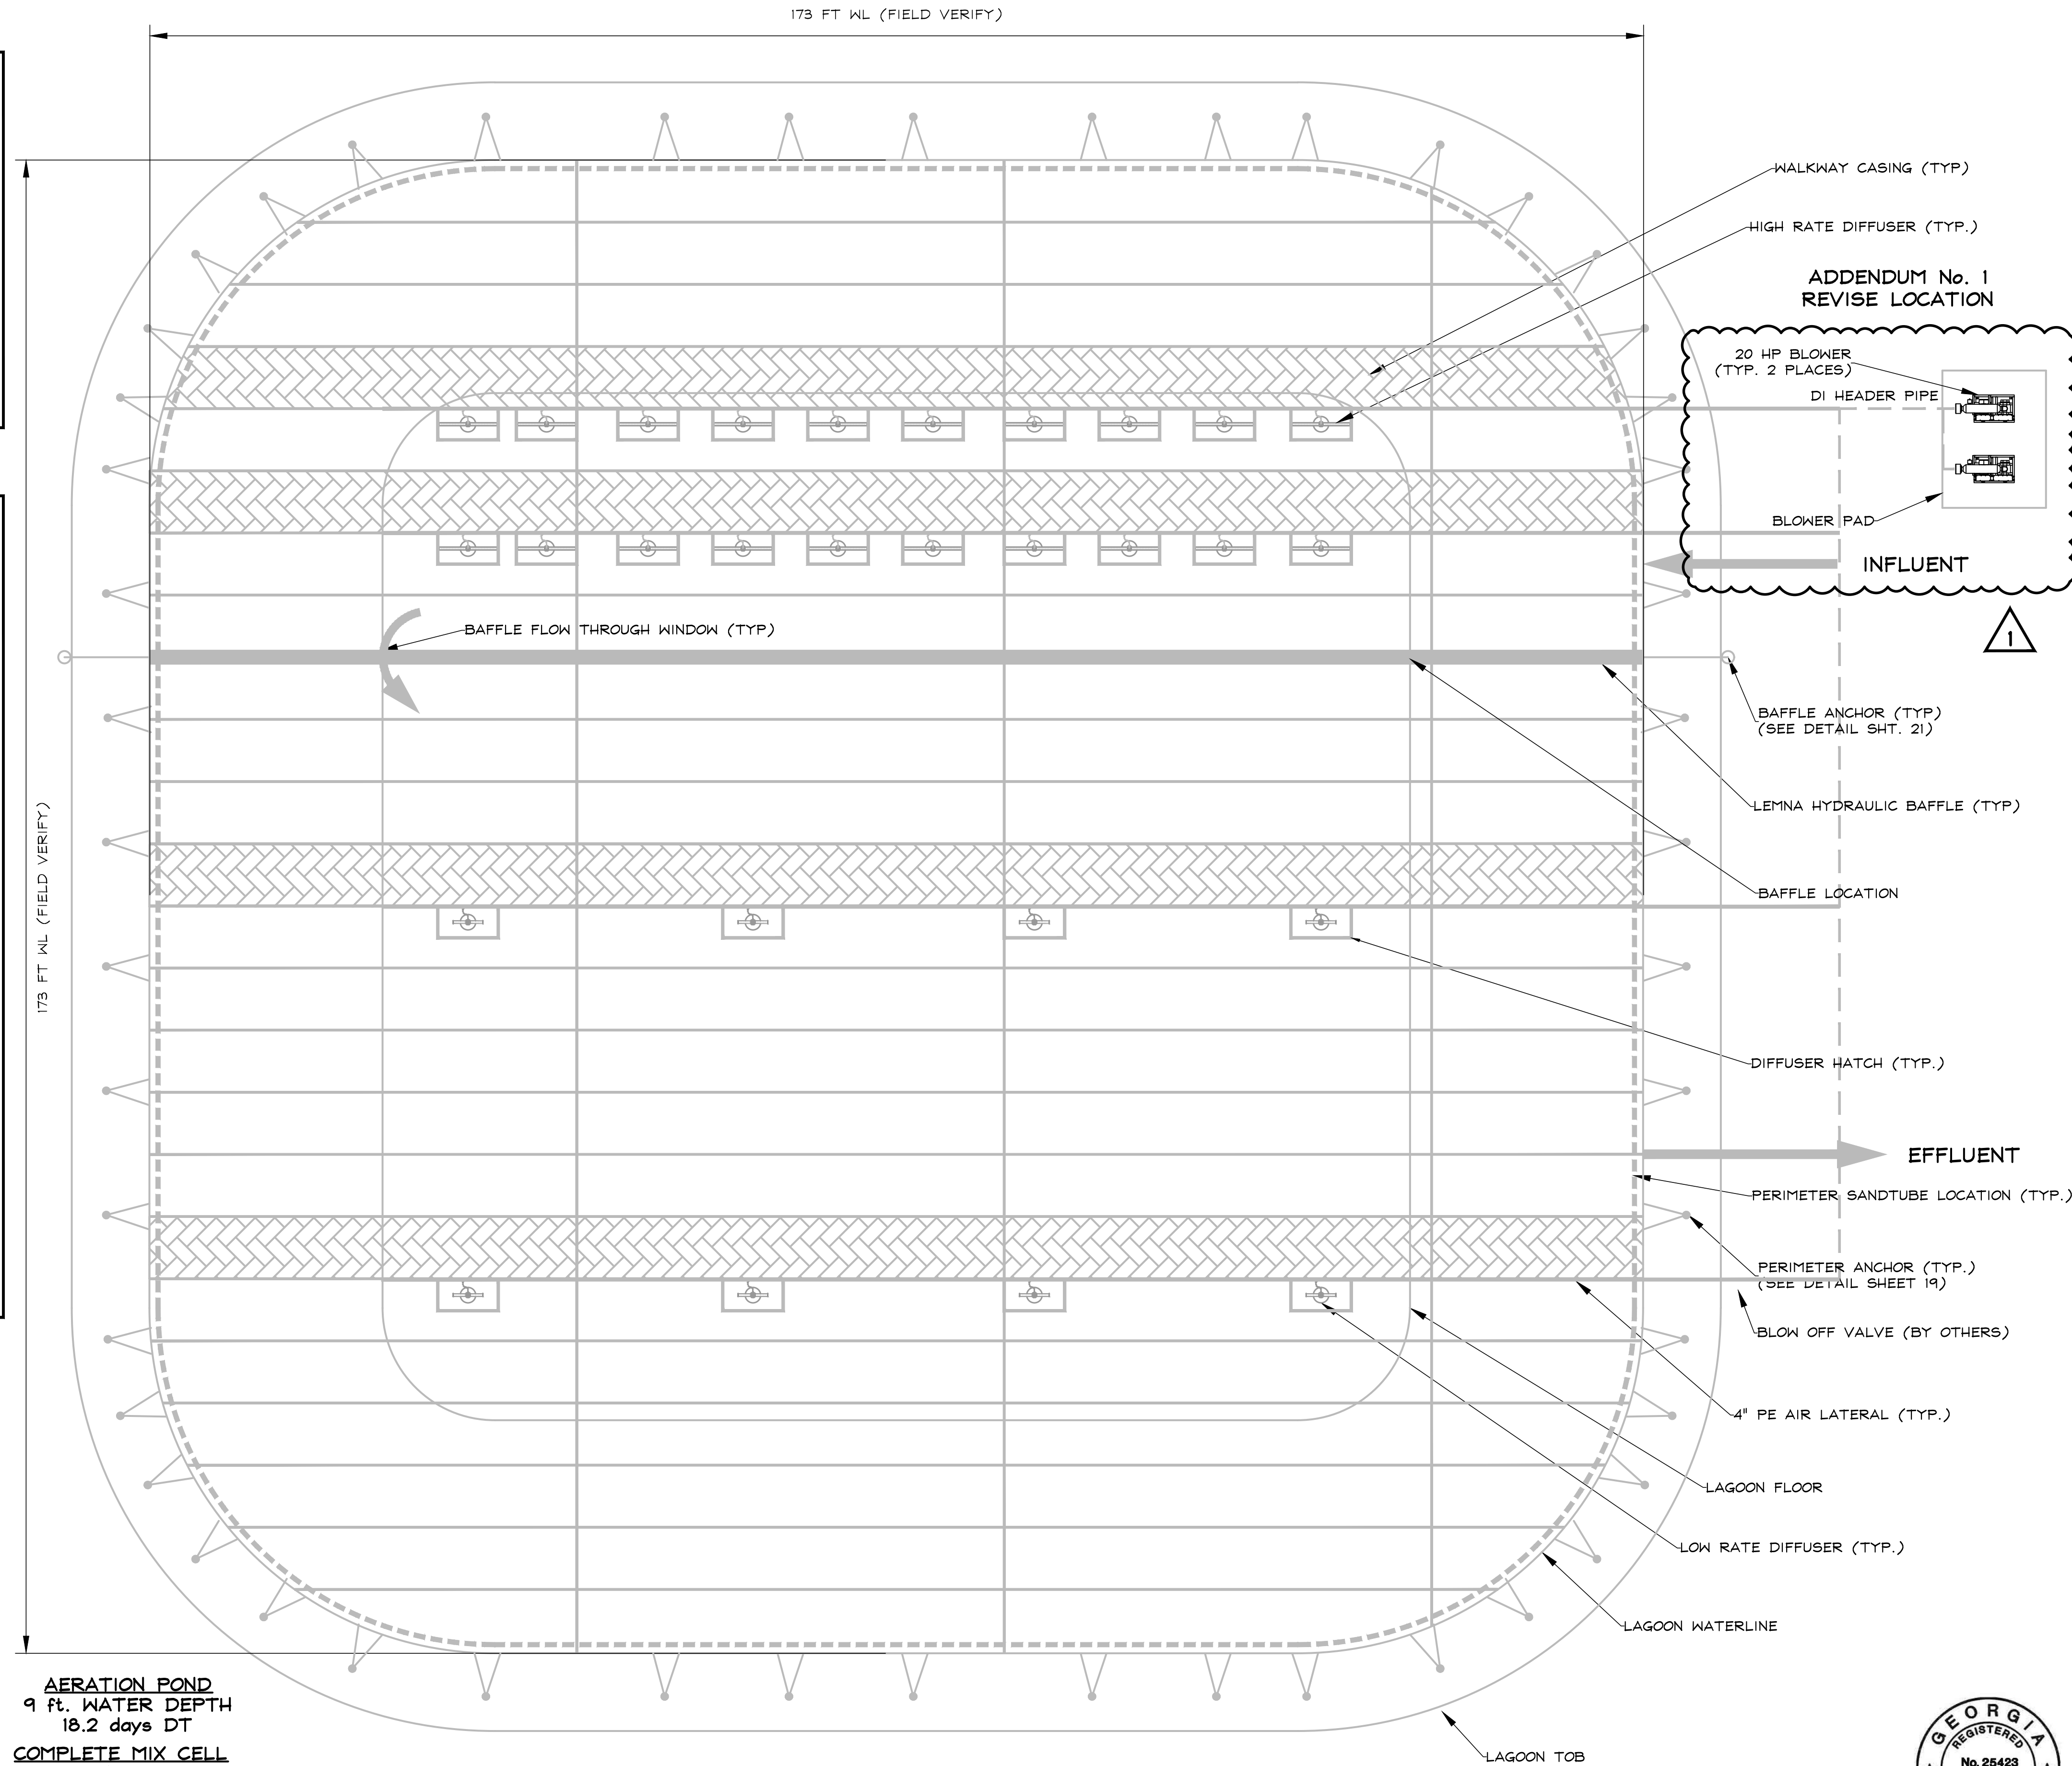 173 FT WL (FIELD VERIFY)
WALKWAY CASING (TYP)
HIGH RATE DIFFUSER (TYP.)
ADDENDUM No. 1
REVISE LOCATION
20 HP BLOWER
(TYP. 2 PLACES)
DI HEADER PIPE
BLOWER PAD
INFLUENT
1
BAFFLE FLOW THROUGH WINDOW (TYP)
BAFFLE ANCHOR (TYP)
(SEE DETAIL SHT. 21)
LEMNA HYDRAULIC BAFFLE (TYP)
173 FT WL (FIELD VERIFY)
BAFFLE LOCATION
DIFFUSER HATCH (TYP.)
EFFLUENT
PERIMETER SANDTUBE LOCATION (TYP.)
PERIMETER ANCHOR (TYP.)
(SEE DETAIL SHEET 19)
BLOW OFF VALVE (BY OTHERS)
4" PE AIR LATERAL (TYP.)
LAGOON FLOOR
LOW RATE DIFFUSER (TYP.)
LAGOON WATERLINE
LAGOON TOB
AERATION POND
9 ft. WATER DEPTH
18.2 days DT
COMPLETE MIX CELL
GEORGIA
REGISTERED
No. 25423